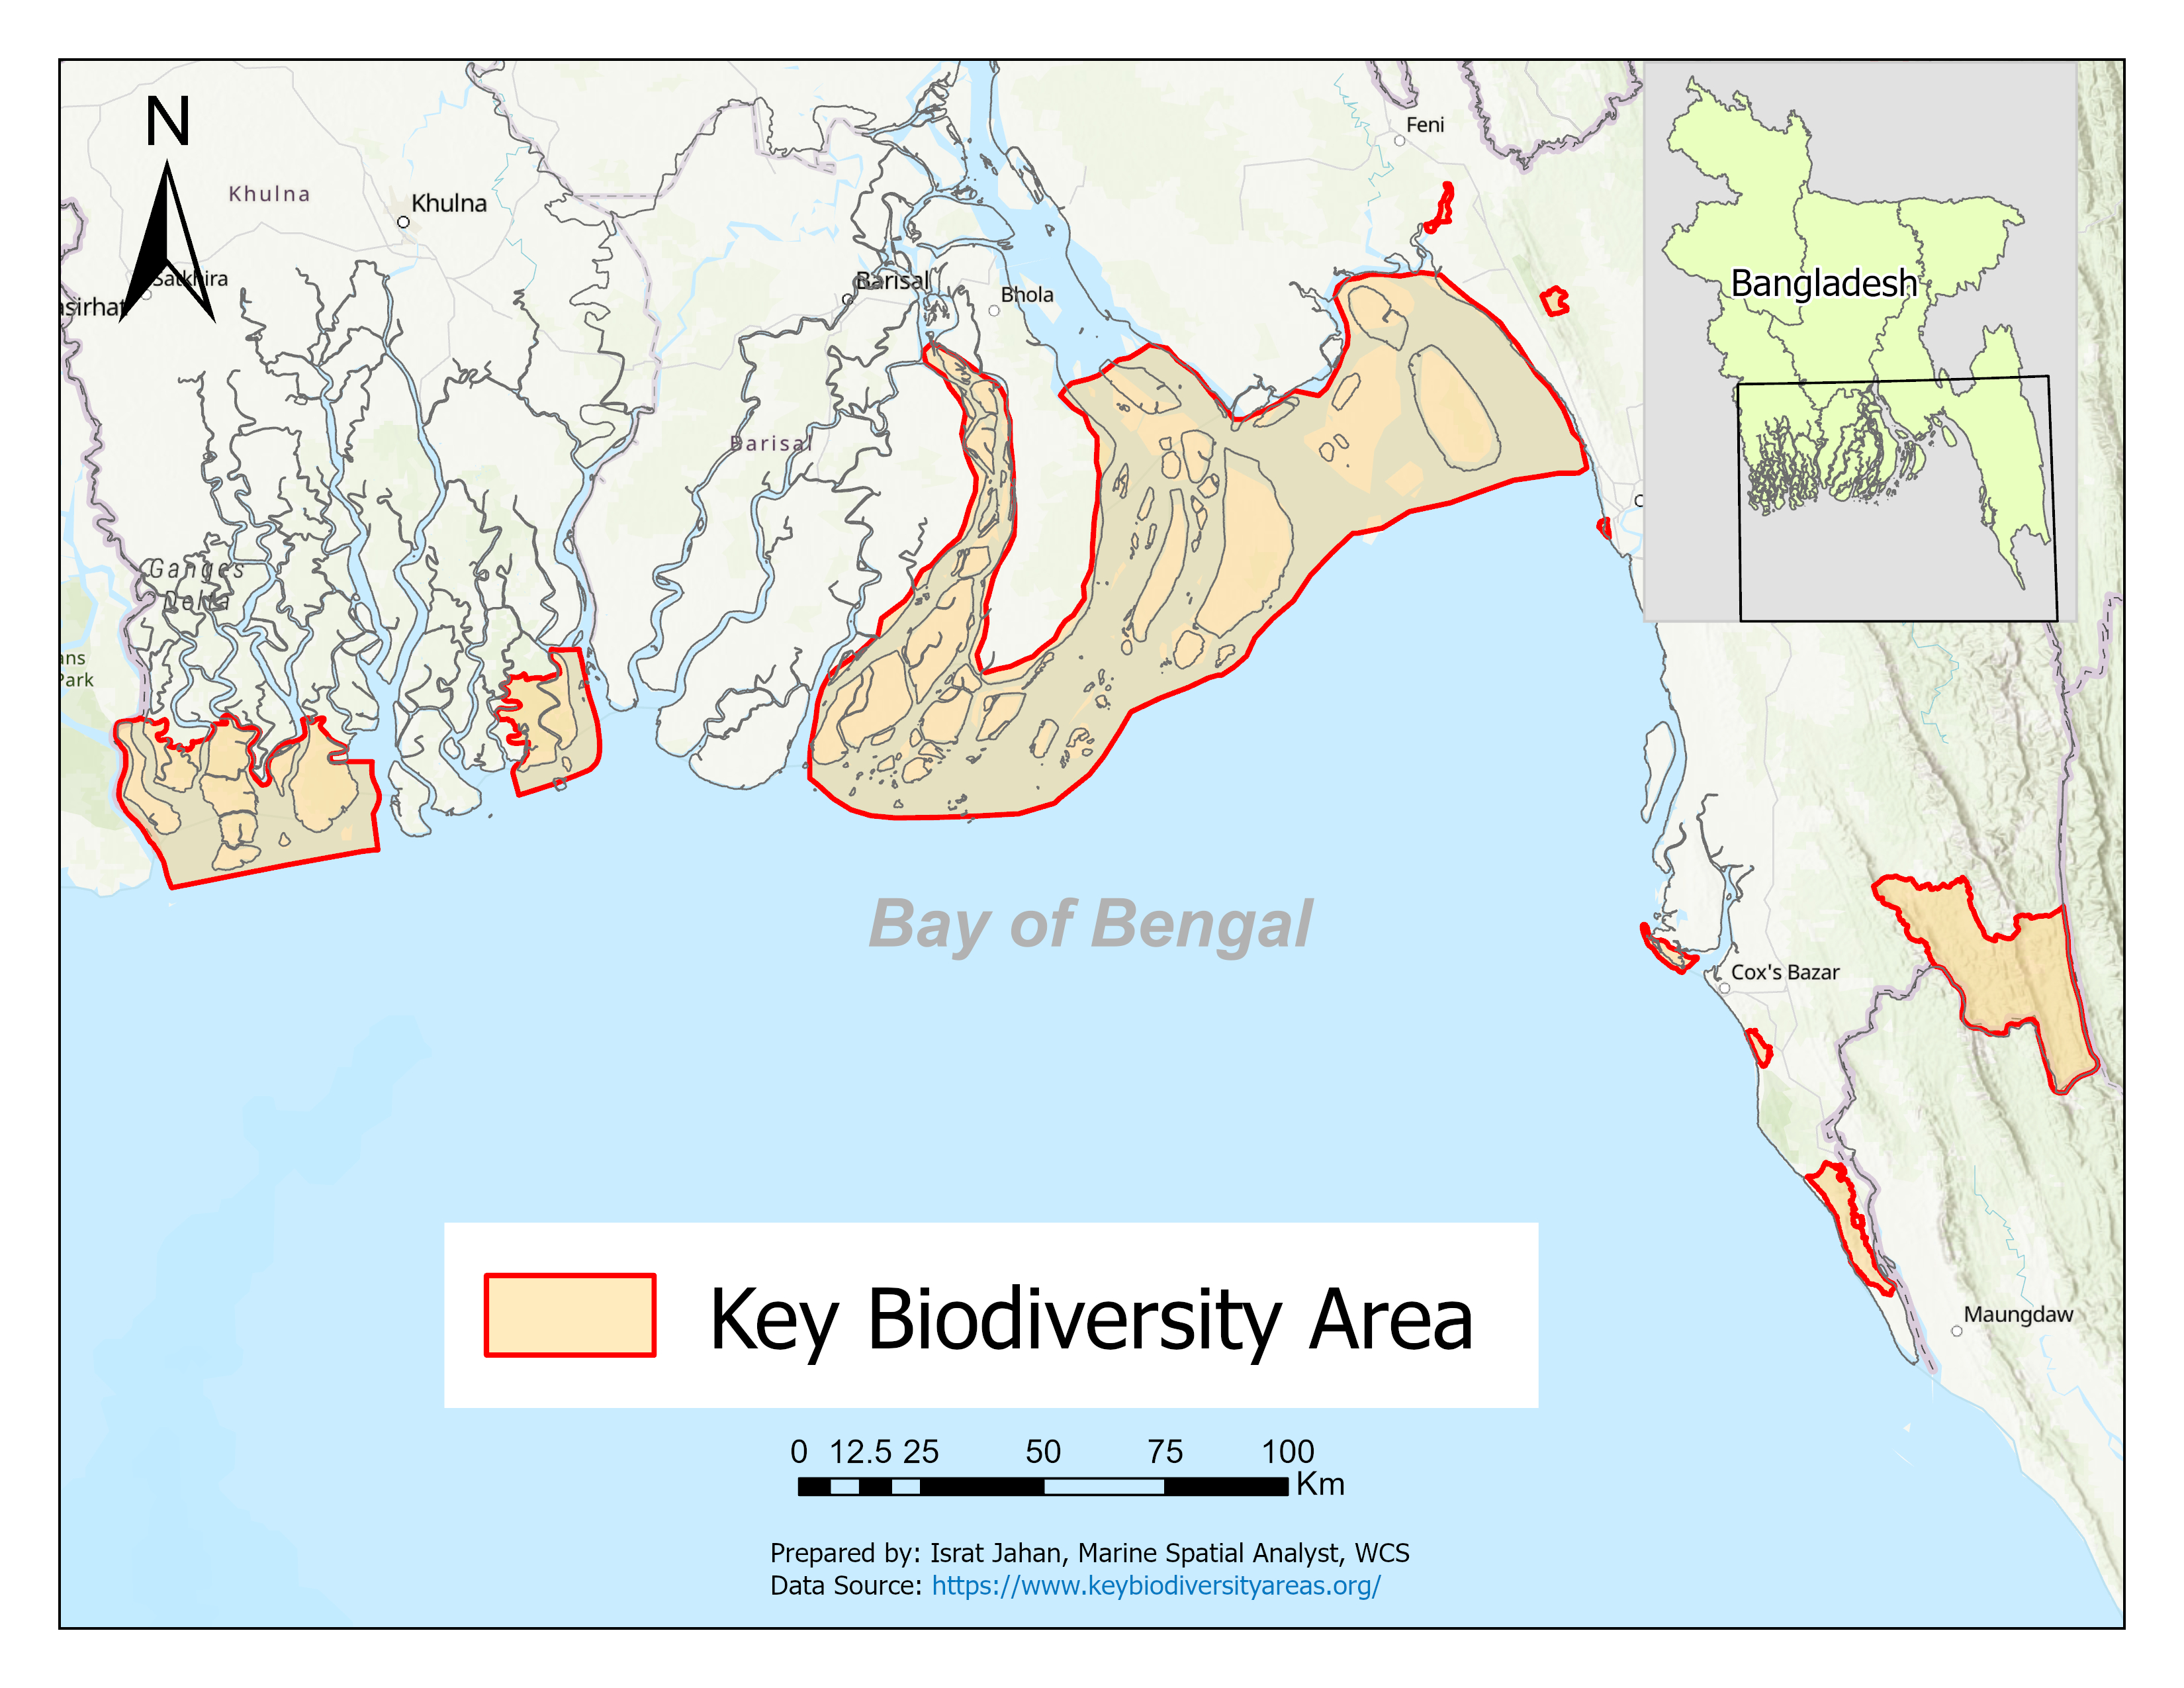 N
Feni
Khulna
Khulna
Satkhira
asirhat
Barisal
Bhola
Bangladesh
Barisal
Ganges
Delta
ans
Park
Bay of Bengal
Cox's Bazar
Maungdaw
Key Biodiversity Area
0 12.5 25 50 75 100
Km
Prepared by: Israt Jahan, Marine Spatial Analyst, WCS
Data Source: https://www.keybiodiversityareas.org/